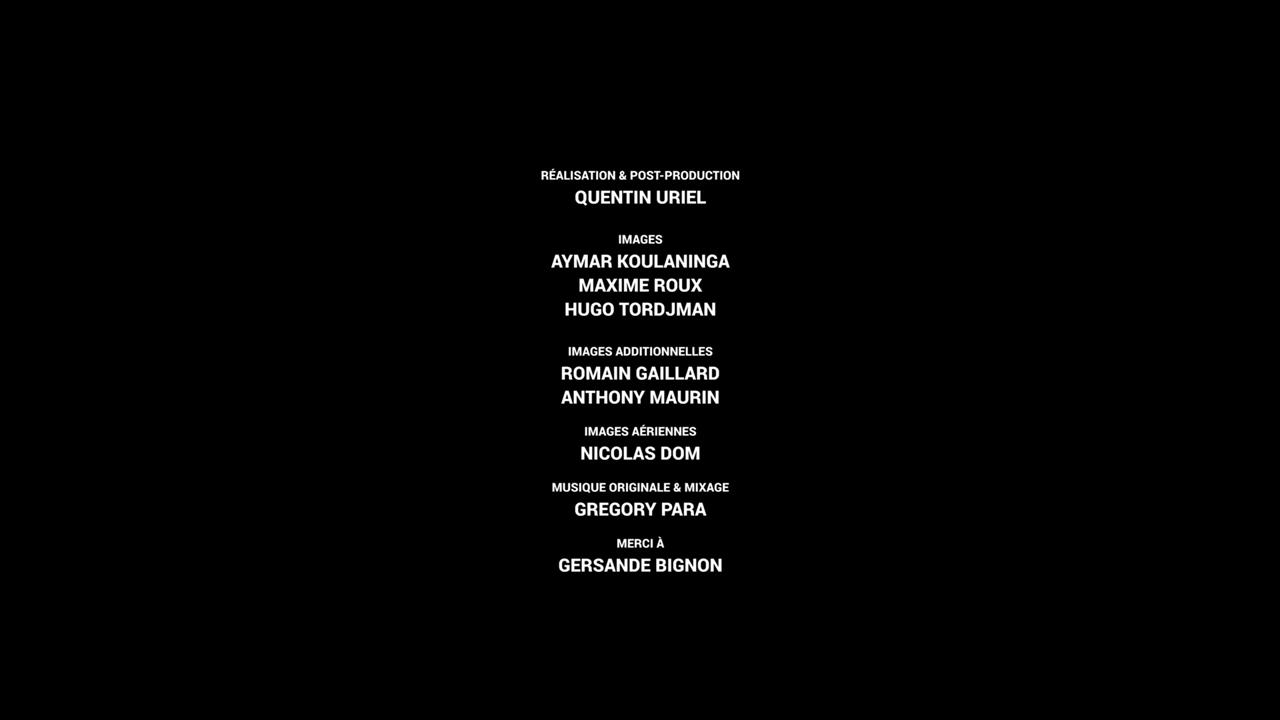 RÉALISATION & POST-PRODUCTION
QUENTIN URIEL
IMAGES
AYMAR KOULANINGA
MAXIME ROUX
HUGO TORDJMAN
IMAGES ADDITIONNELLES
ROMAIN GAILLARD
ANTHONY MAURIN
IMAGES AÉRIENNES
NICOLAS DOM
MUSIQUE ORIGINALE & MIXAGE
GREGORY PARA
MERCI À
GERSANDE BIGNON